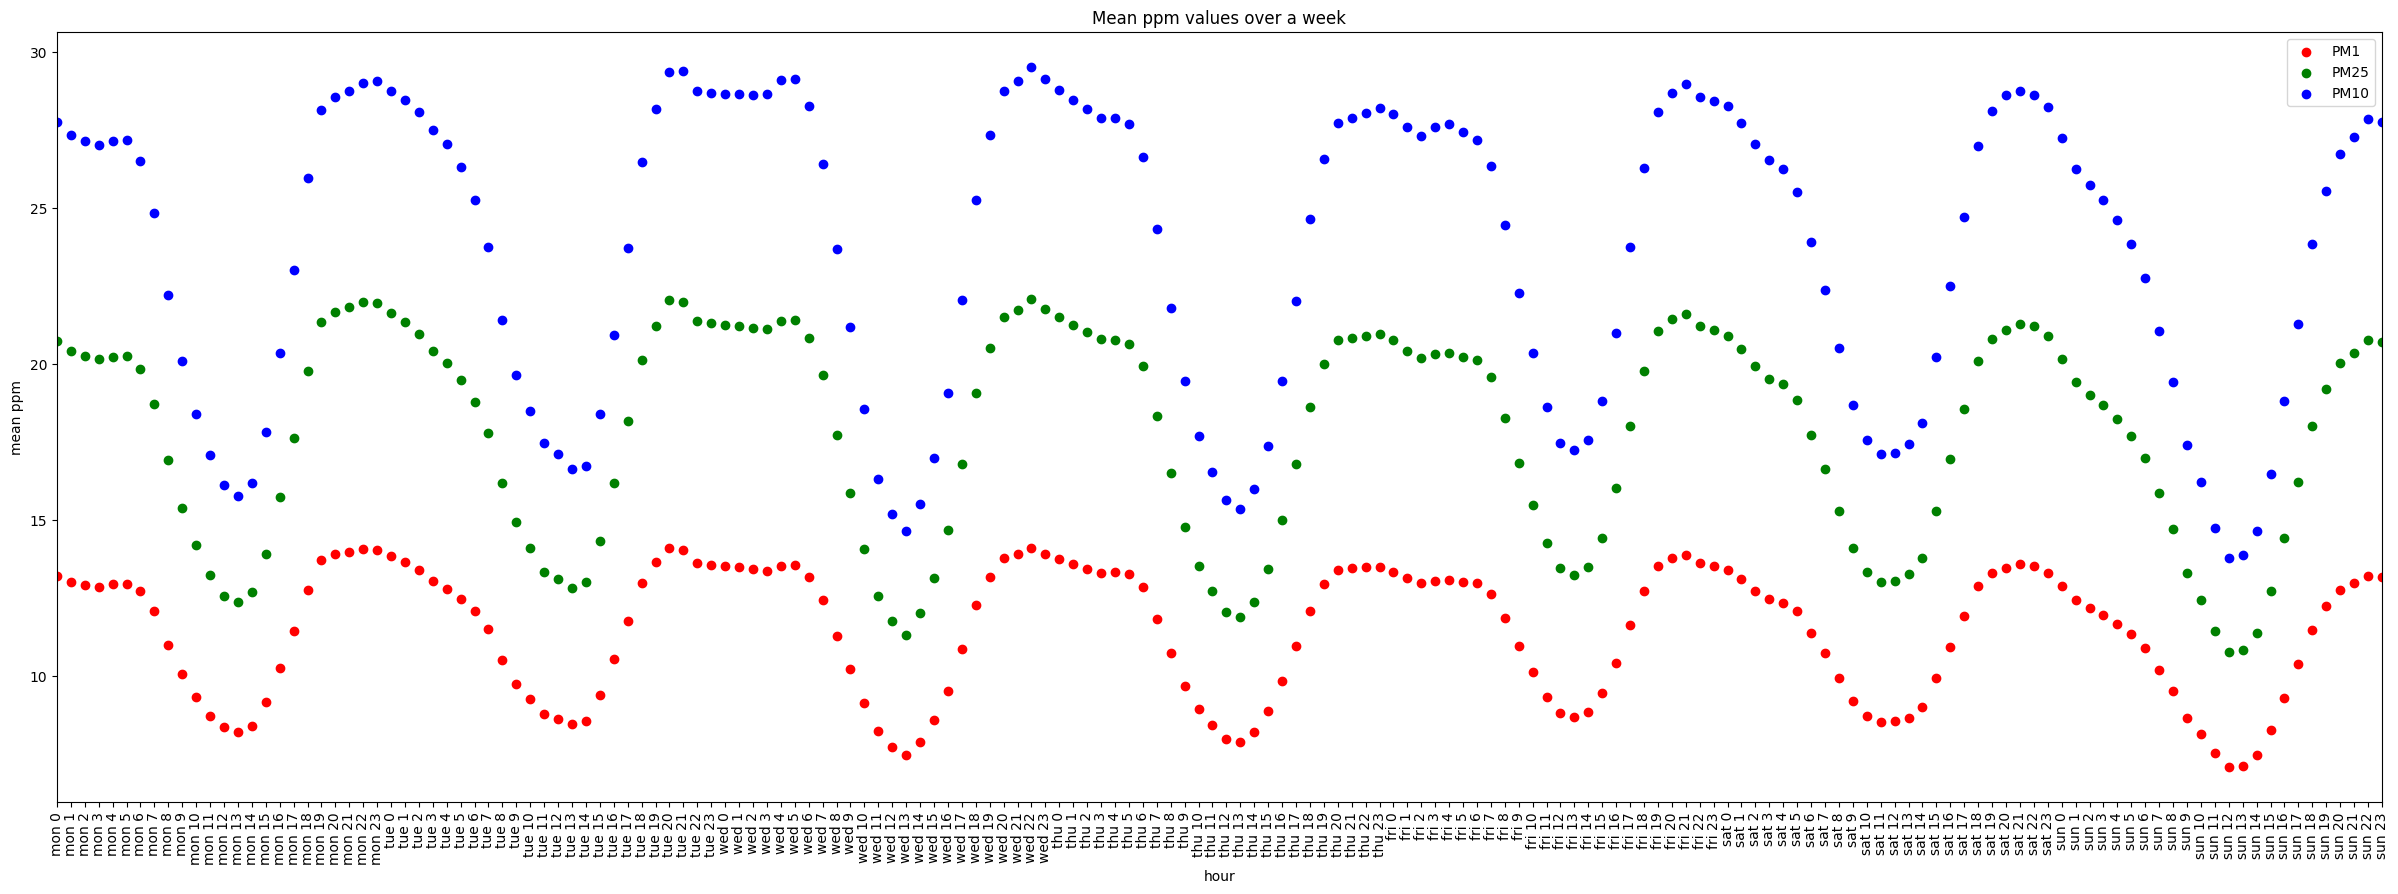 Mean ppm values over a week
PM1
PM25
PM10
mean ppm
30
25
20
15
10
mon 0
mon 1
mon 2
mon 3
mon 4
mon 5
mon 6
mon 7
mon 8
mon 9
mon 10
mon 11
mon 12
mon 13
mon 14
mon 15
mon 16
mon 17
mon 18
mon 19
mon 20
mon 21
mon 22
mon 23
tue 0
tue 1
tue 2
tue 3
tue 4
tue 5
tue 6
tue 7
tue 8
tue 9
tue 10
tue 11
tue 12
tue 13
tue 14
tue 15
tue 16
tue 17
tue 18
tue 19
tue 20
tue 21
tue 22
tue 23
wed 0
wed 1
wed 2
wed 3
wed 4
wed 5
wed 6
wed 7
wed 8
wed 9
wed 10
wed 11
wed 12
wed 13
wed 14
wed 15
wed 16
wed 17
wed 18
wed 19
wed 20
wed 21
wed 22
wed 23
thu 0
thu 1
thu 2
thu 3
thu 4
thu 5
thu 6
thu 7
thu 8
thu 9
thu 10
thu 11
thu 12
thu 13
thu 14
thu 15
thu 16
thu 17
thu 18
thu 19
thu 20
thu 21
thu 22
thu 23
fri 0
fri 1
fri 2
fri 3
fri 4
fri 5
fri 6
fri 7
fri 8
fri 9
fri 10
fri 11
fri 12
fri 13
fri 14
fri 15
fri 16
fri 17
fri 18
fri 19
fri 20
fri 21
fri 22
fri 23
sat 0
sat 1
sat 2
sat 3
sat 4
sat 5
sat 6
sat 7
sat 8
sat 9
sat 10
sat 11
sat 12
sat 13
sat 14
sat 15
sat 16
sat 17
sat 18
sat 19
sat 20
sat 21
sat 22
sat 23
sun 0
sun 1
sun 2
sun 3
sun 4
sun 5
sun 6
sun 7
sun 8
sun 9
sun 10
sun 11
sun 12
sun 13
sun 14
sun 15
sun 16
sun 17
sun 18
sun 19
sun 20
sun 21
sun 22
sun 23
hour